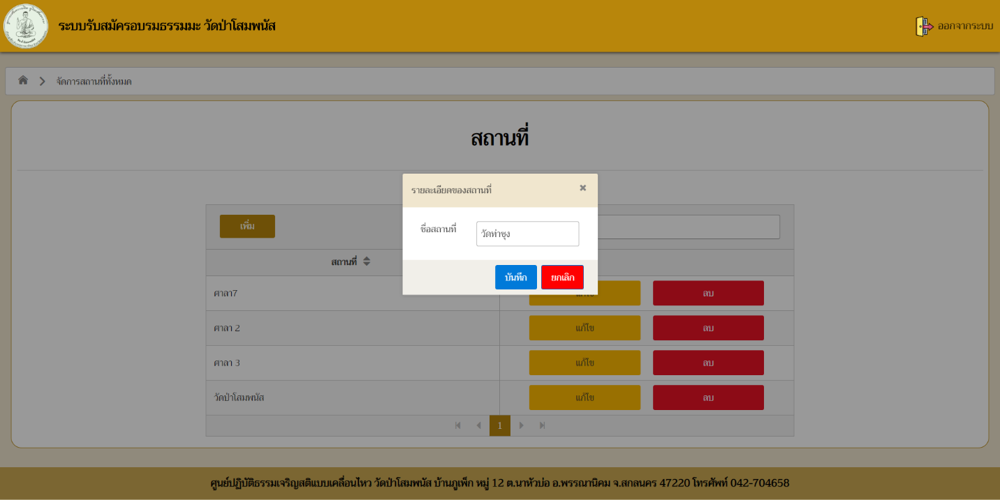 ระบบรับสมัครอบรมธรรมมะ วัดป่าโสมพนัส
ออกจากระบบ
จัดการสถานที่ทั้งหมด
สถานที่
รายละเอียดของสถานที่
ชื่อสถานที่
วัดท่าซุง
บันทึก
ยกเลิก
เพิ่ม
สถานที่
ศาลา7
ลบ
ศาลา 2
แก้ไข
ลบ
ศาลา 3
แก้ไข
ลบ
วัดป่าโสมพนัส
แก้ไข
ลบ
1
ศูนย์ปฏิบัติธรรมเจริญสติแบบเคลื่อนไหว วัดป่าโสมพนัส บ้านภูเพ็ก หมู่ 12 ต.นาหัวบ่อ อ.พรรณานิคม จ.สกลนคร 47220 โทรศัพท์ 042-704658